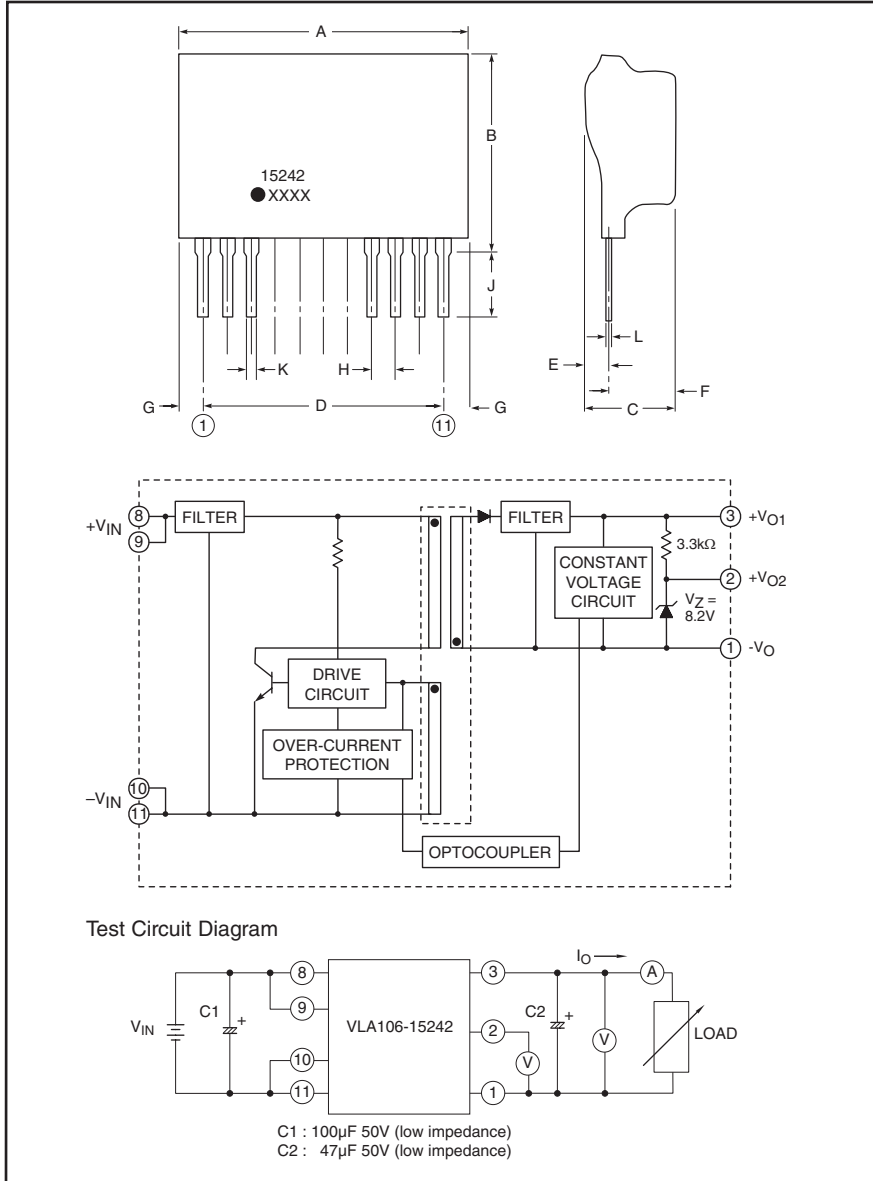 A
B
15242
●XXXX
J
K
H
L
E
F
G
D
G
C
1
11
8
FILTER
FILTER
3
+VO1
+VIN
9
3.3kΩ
CONSTANT
VOLTAGE
CIRCUIT
2
+VO2
VZ =
8.2V
1
-VO
DRIVE
CIRCUIT
OVER-CURRENT
PROTECTION
10
–VIN
11
OPTOCOUPLER
Test Circuit Diagram
IO
8
3
A
9
C1
+
C2
+
VIN
VLA106-15242
2
V
V
LOAD
10
11
1
C1 : 100µF 50V (low impedance)
C2 : 47µF 50V (low impedance)